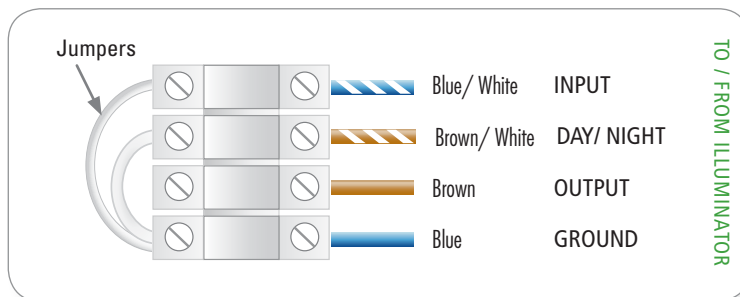 Jumpers
Blue/ White INPUT
Brown/ White DAY/ NIGHT
Brown OUTPUT
Blue GROUND
TO / FROM ILLUMINATOR